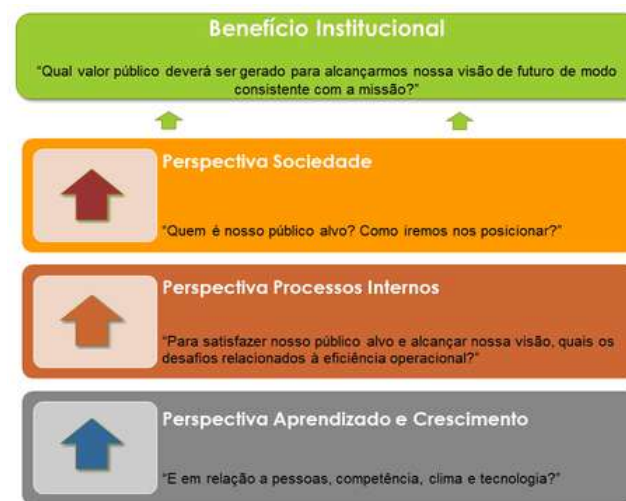 Benefício Institucional
“Qual valor público deverá ser gerado para alcançarmos nossa visão de futuro de modo
consistente com a missão?”
Perspectiva Sociedade
“Quem é nosso público alvo? Como iremos nos posicionar?”
Perspectiva Processos Internos
“Para satisfazer nosso público alvo e alcançar nossa visão, quais os
desafios relacionados à eficiência operacional?”
Perspectiva Aprendizado e Crescimento
“E em relação a pessoas, competência, clima e tecnologia?”